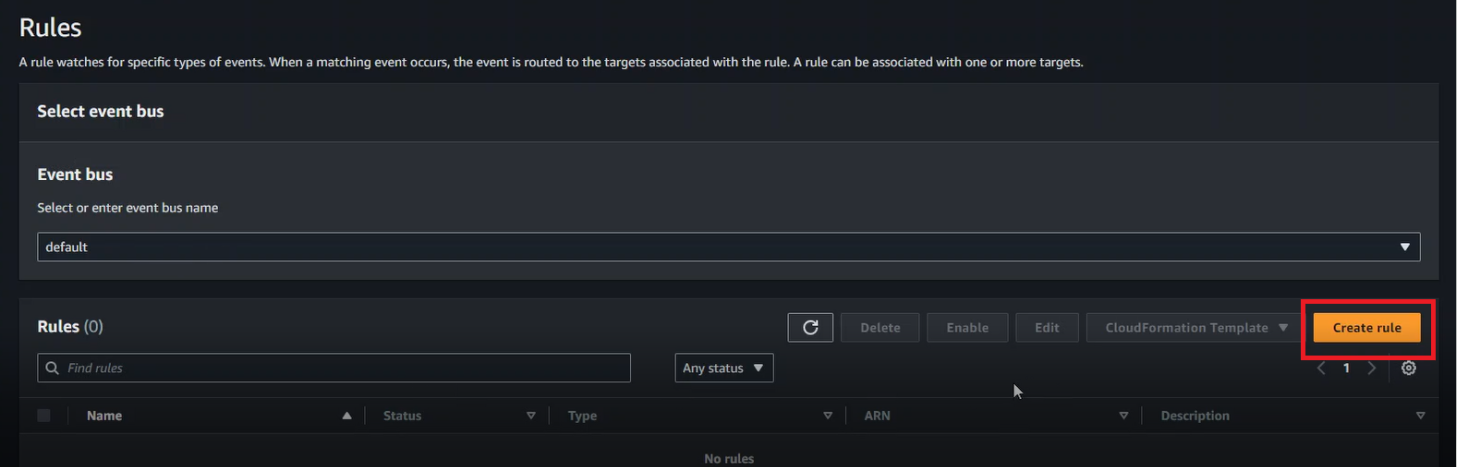 Rules
A rule watches for specific types of events. When a matching event occurs, the event is routed to the targets associated with the rule. A rule can be associated with one or more targets.
Select event bus
Event bus
Select or enter event bus name
default
Rules (0)
Delete
Enable
Edit
CloudFormation Template
Create rule
Find rules
Any status
1
Name
Status
Type
ARN
Description
No rules